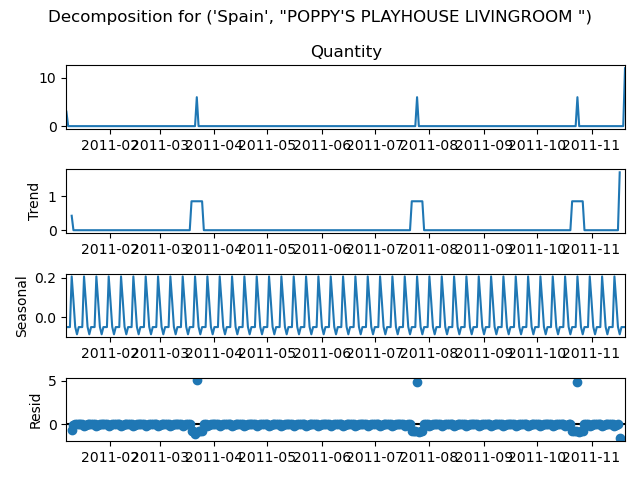 Decomposition for ('Spain', "POPPY'S PLAYHOUSE LIVINGROOM ")
Quantity
10
0
2011-02 2011-03 2011-04 2011-05 2011-06 2011-07 2011-08 2011-09 2011-10 2011-11
Trend
1
0
2011-02 2011-03 2011-04 2011-05 2011-06 2011-07 2011-08 2011-09 2011-10 2011-11
Seasonal
0.2
0.0
2011-02 2011-03 2011-04 2011-05 2011-06 2011-07 2011-08 2011-09 2011-10 2011-11
Resid
5
0
2011-02 2011-03 2011-04 2011-05 2011-06 2011-07 2011-08 2011-09 2011-10 2011-11